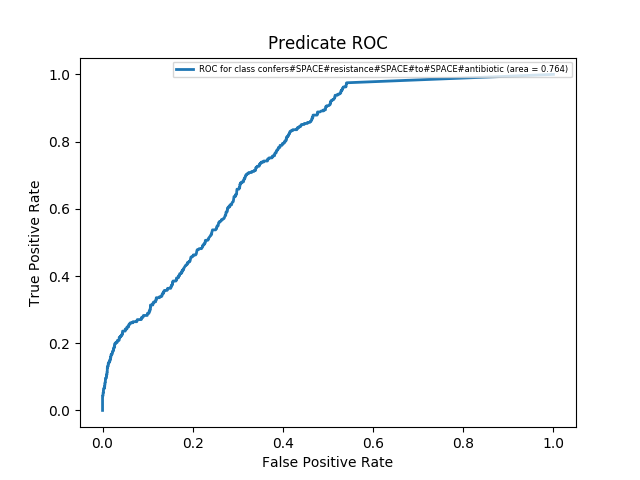 Predicate ROC
ROC for class confers#SPACE#resistance#SPACE#to#SPACE#antibiotic (area = 0.764)
1.0
0.8
0.6
0.4
0.2
0.0
True Positive Rate
0.0 0.2 0.4 0.6 0.8 1.0
False Positive Rate